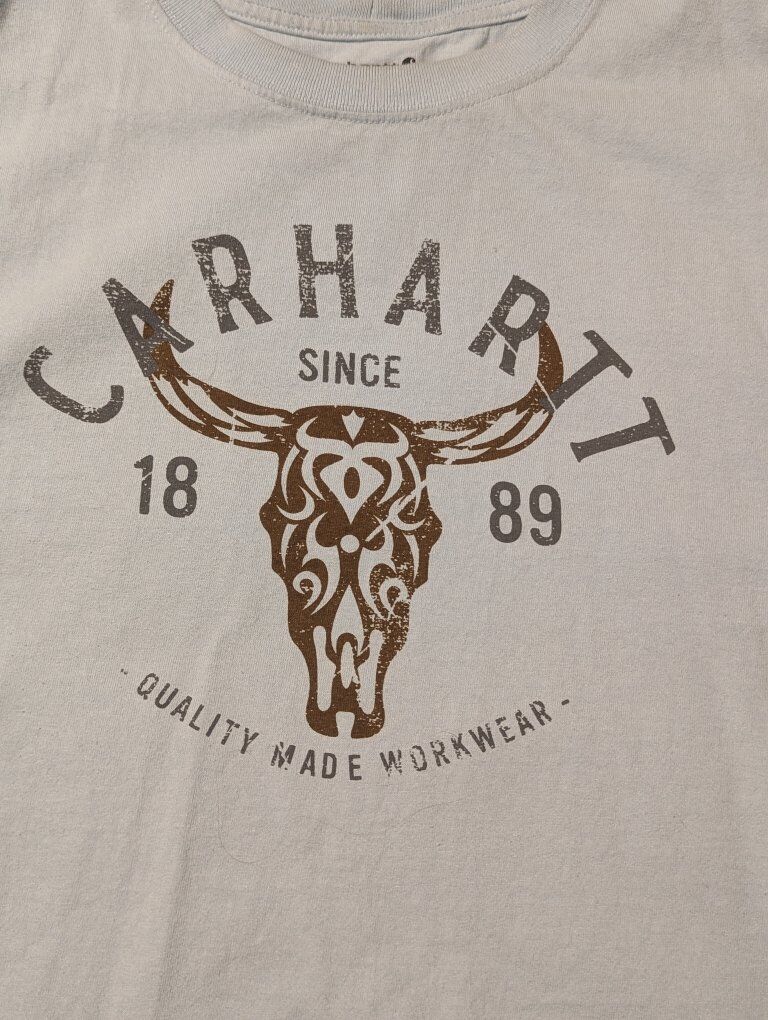 CARHARTT
SINCE
18 89
- QUALITY MADE WORKWEAR -